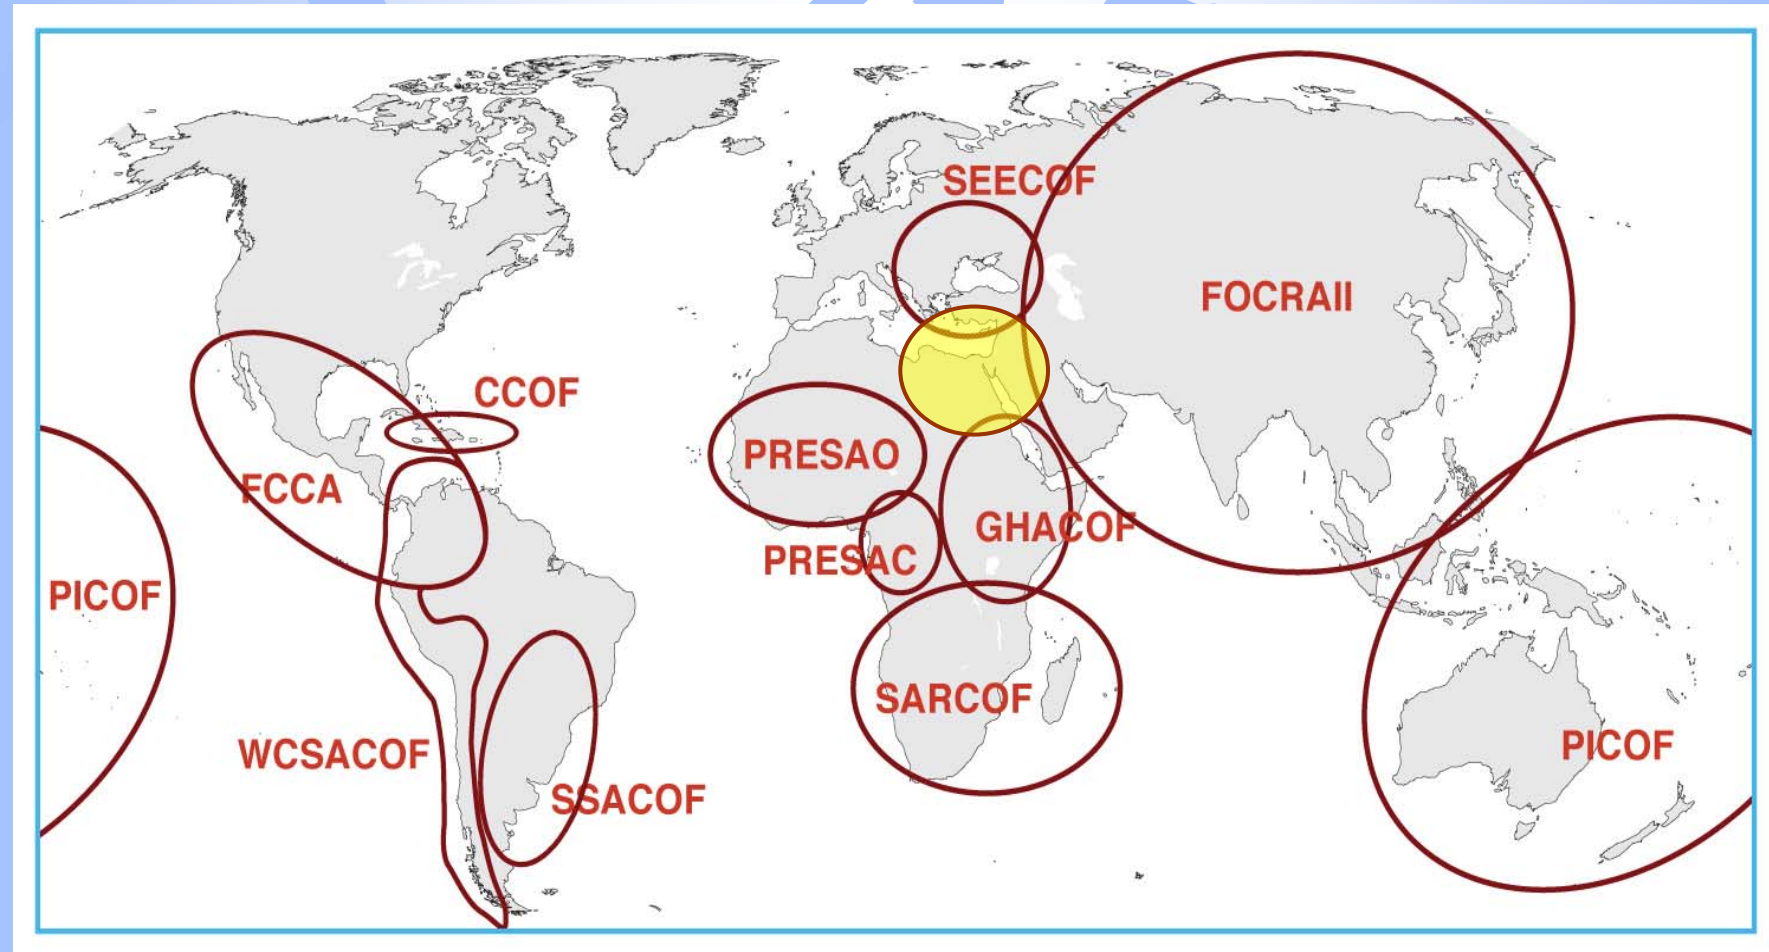 SEECOF
FOCRAII
CCOF
PRESAO
FCCA
GHACOF
PRESAC
PICOF
SARCOF
PICOF
WCSACOF
SSACOF